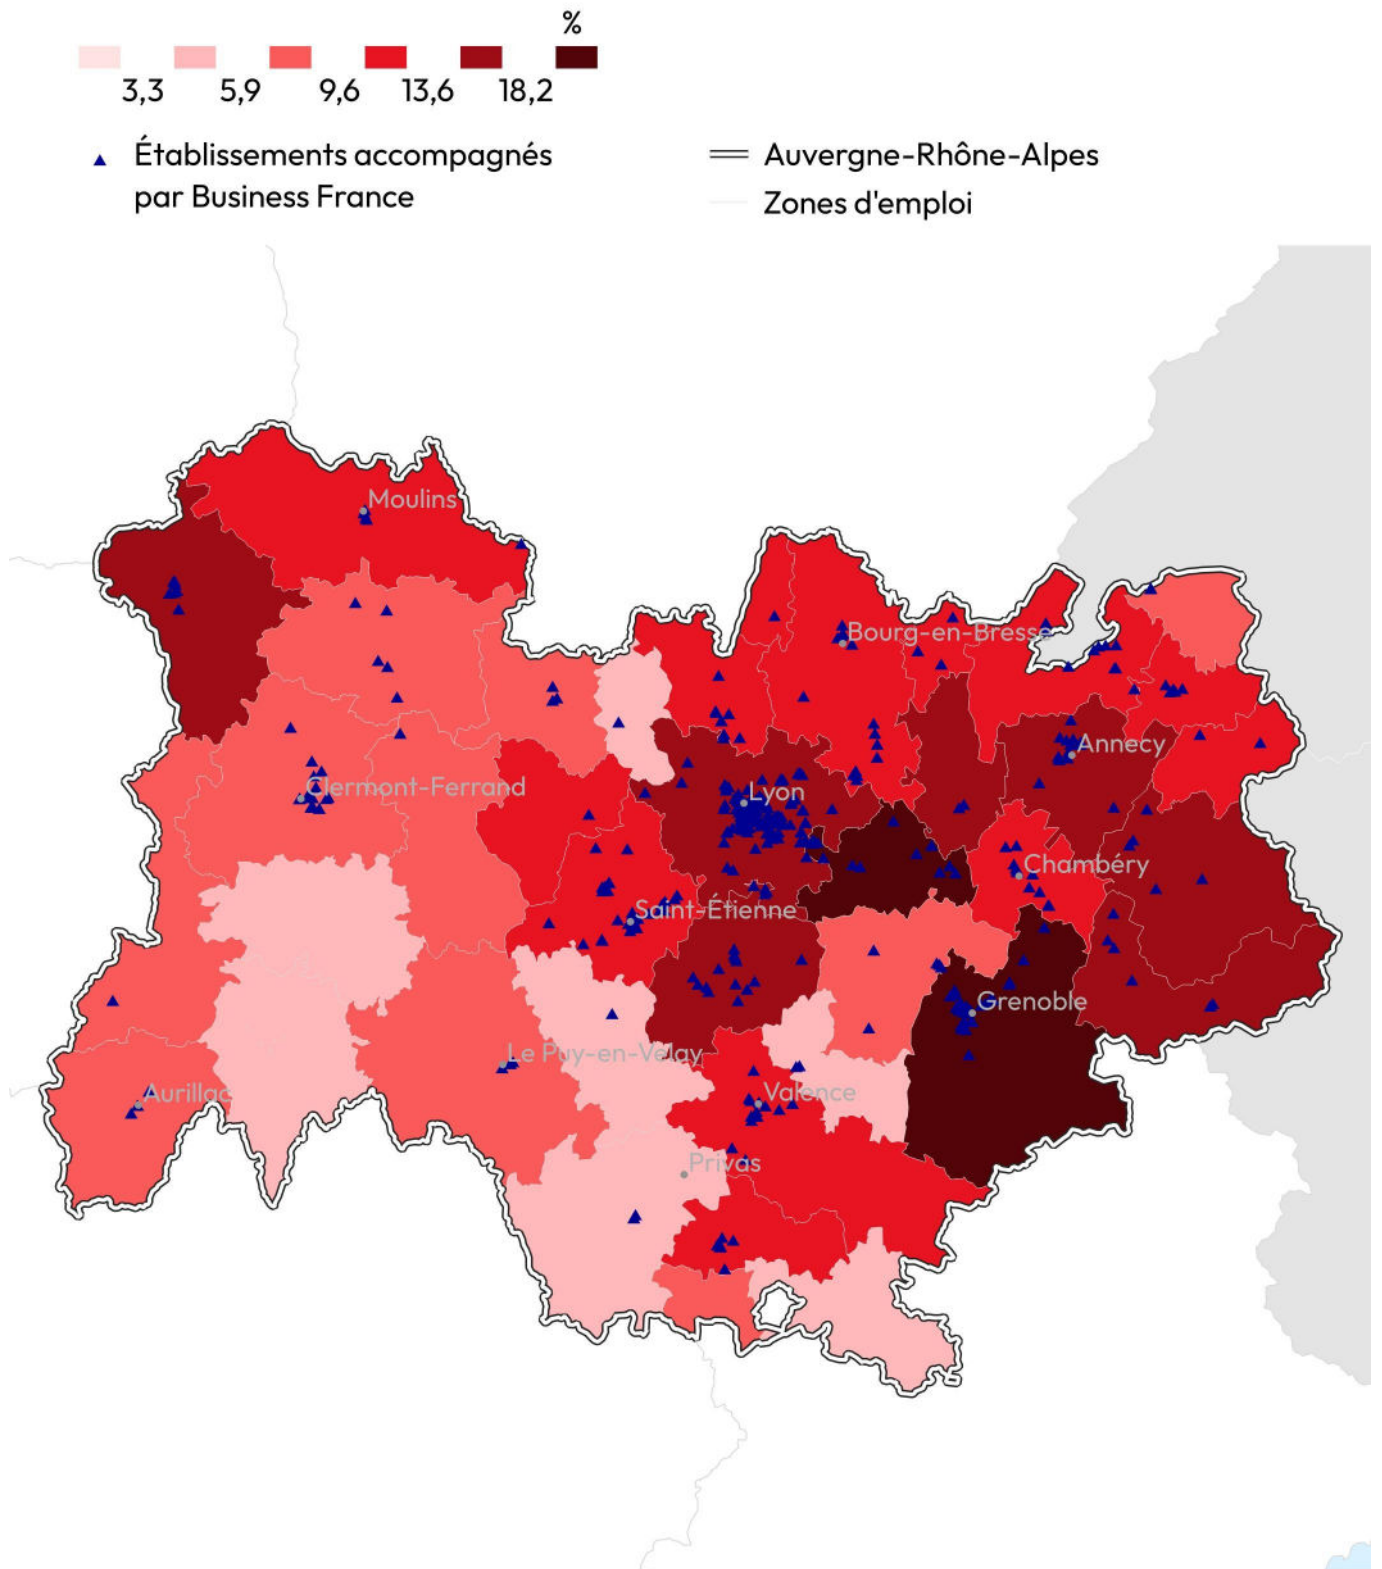 %
3,3 5,9 9,6 13,6 18,2
Établissements accompagnés
par Business France
Auvergne-Rhône-Alpes
Zones d'emploi
Moulins
Bourg-en-Bresse
Annecy
Clermont-Ferrand
Lyon
Chambéry
Saint-Étienne
Grenoble
Le Puy-en-Velay
Aurillac
Valence
Privas